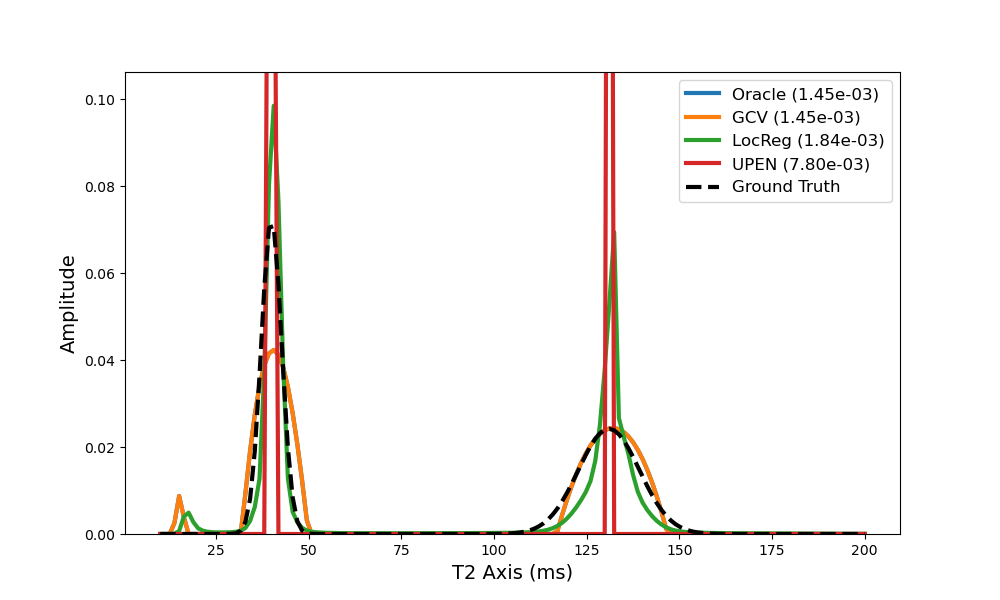 0.10
0.08
0.06
0.04
0.02
0.00
Amplitude
25
50
75
100
125
150
175
200
T2 Axis (ms)
Oracle (1.45e-03)
GCV (1.45e-03)
LocReg (1.84e-03)
UPEN (7.80e-03)
Ground Truth